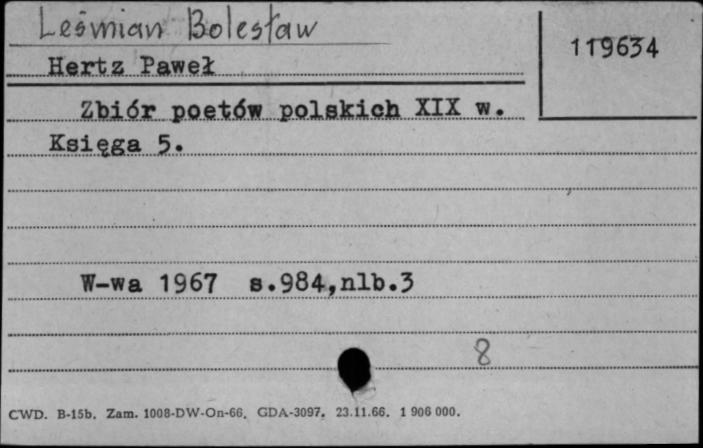 Leśmian Bolesław
119634
Hertz Paweł
Zbiór poetów polskich XIX w.
Księga 5.
W-wa 1967 s.984,nlb.3
8
CWD. B-15b. Zam. 1008-DW-On-66. GDA-3097. 23.11.66. 1 906 000.